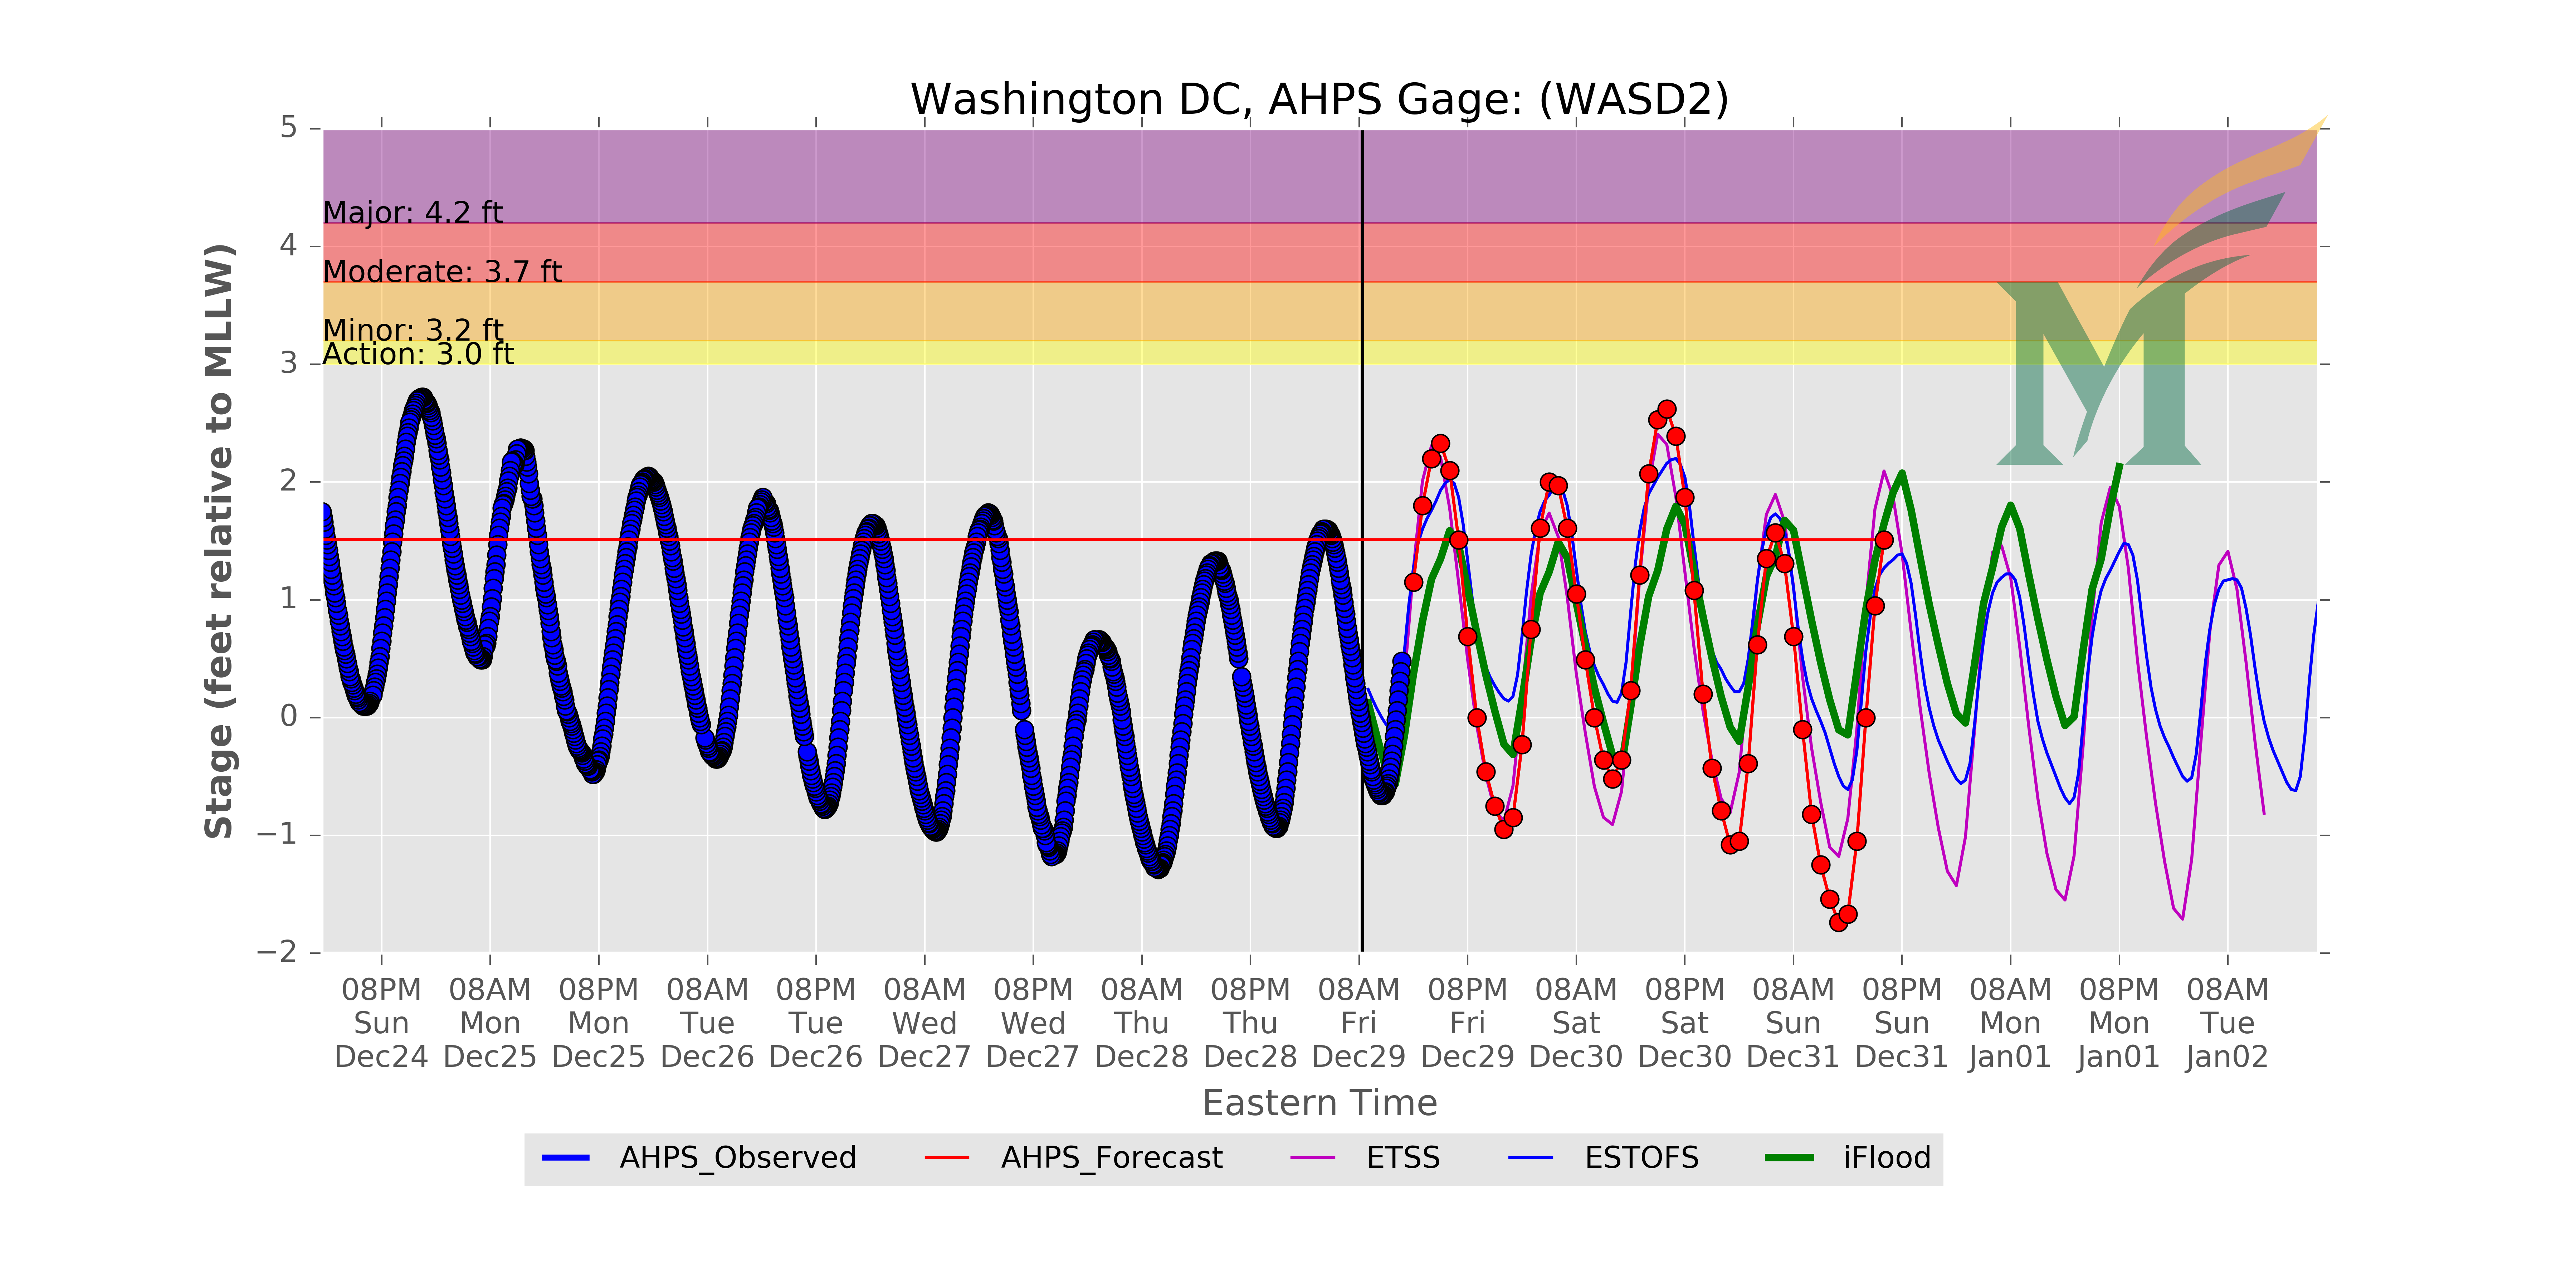 Washington DC, AHPS Gage: (WASD2)
5
Major: 4.2 ft
4
Moderate: 3.7 ft
Minor: 3.2 ft
Action: 3.0 ft
3
2
1
0
−1
−2
Stage (feet relative to MLLW)
08PM 08AM 08PM 08AM 08PM 08AM 08PM 08AM 08PM 08AM 08PM 08AM 08PM 08AM 08PM 08AM 08PM 08AM
Sun Mon Mon Tue Tue Wed Wed Thu Thu Fri Fri Sat Sat Sun Sun Mon Mon Tue
Dec24 Dec25 Dec25 Dec26 Dec26 Dec27 Dec27 Dec28 Dec28 Dec29 Dec29 Dec30 Dec30 Dec31 Dec31 Jan01 Jan01 Jan02
Eastern Time
AHPS_Observed AHPS_Forecast ETSS ESTOFS iFlood
M